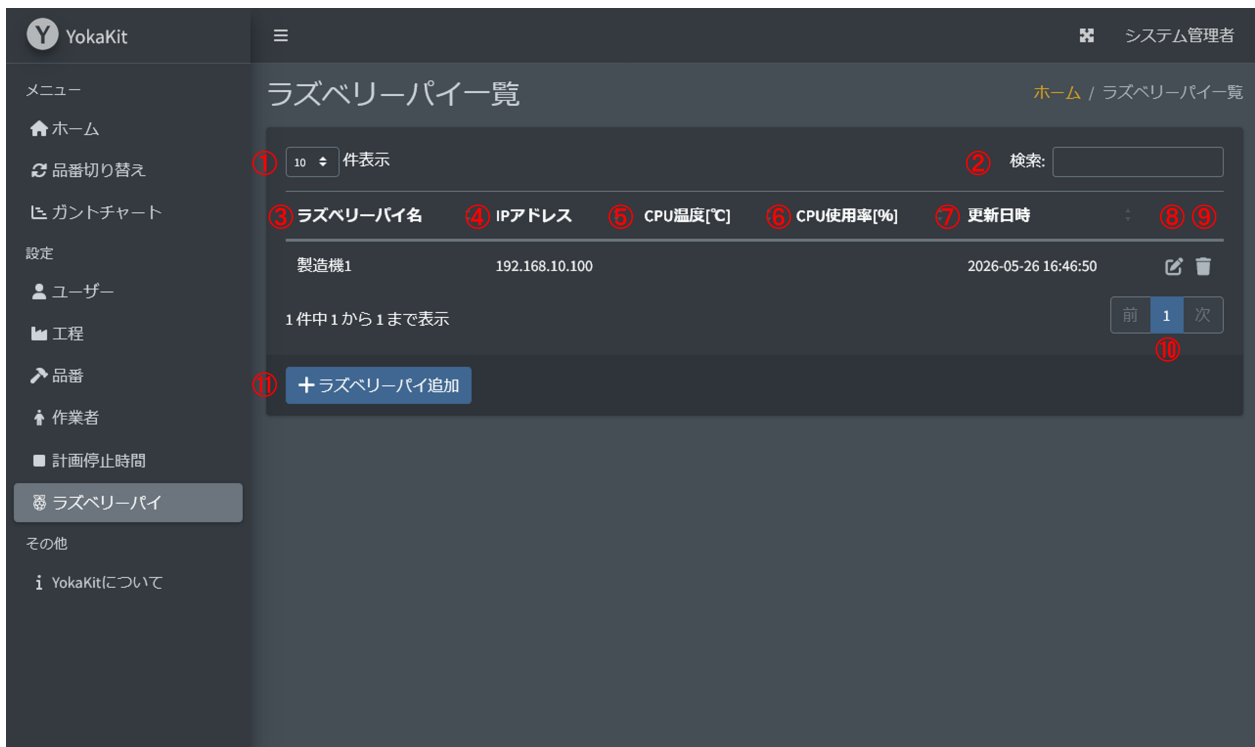 YokaKit
システム管理者
メニュー
ホーム
品番切り替え
ガントチャート
設定
ユーザー
工程
品番
作業者
計画停止時間
ラズベリーパイ
その他
YokaKitについて
ラズベリーパイ一覧
ホーム / ラズベリーパイ一覧
① 10 件表示
② 検索:
③ ラズベリーパイ名 ④ IPアドレス ⑤ CPU温度[℃] ⑥ CPU使用率[%] ⑦ 更新日時 ⑧ ⑨
製造機1 192.168.10.100 2026-05-26 16:46:50
1 件中 1 から 1 まで表示
前 1 次
⑩
⑪ ラズベリーパイ追加